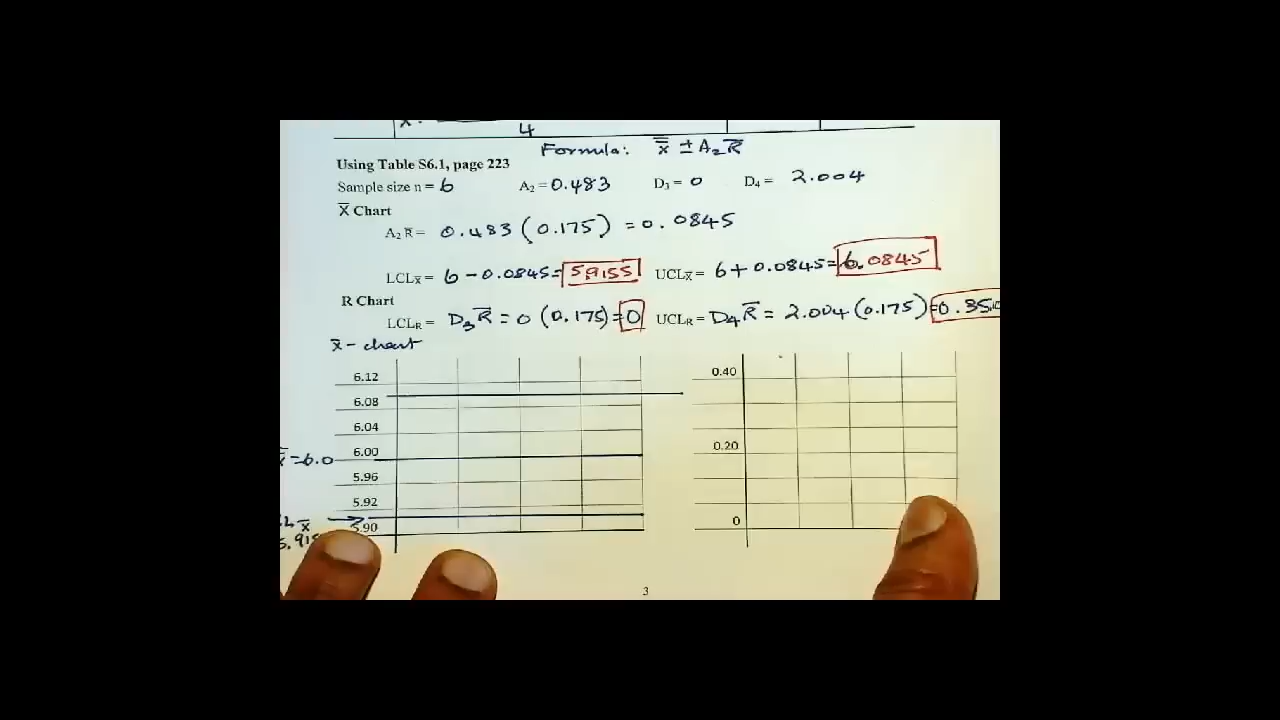 4
Formula: x̿ ± A₂R̅
Using Table S6.1, page 223
Sample size n = 6 A₂ = 0.483 D₃ = 0 D₄ = 2.004
X̅ Chart
A₂ R̅ = 0.483 (0.175) = 0.0845
LCLx̅ = 6 - 0.0845 = 5.9155 UCLx̅ = 6 + 0.0845 = 6.0845
R Chart
LCLR = D₃R̅ = 0 (0.175) = 0 UCLR = D₄R̅ = 2.004 (0.175) = 0.35
x̅ - chart
6.12
6.08
6.04
6.00
x̿ = 6.0
5.96
5.92
5.90
0.40
0.20
0
3